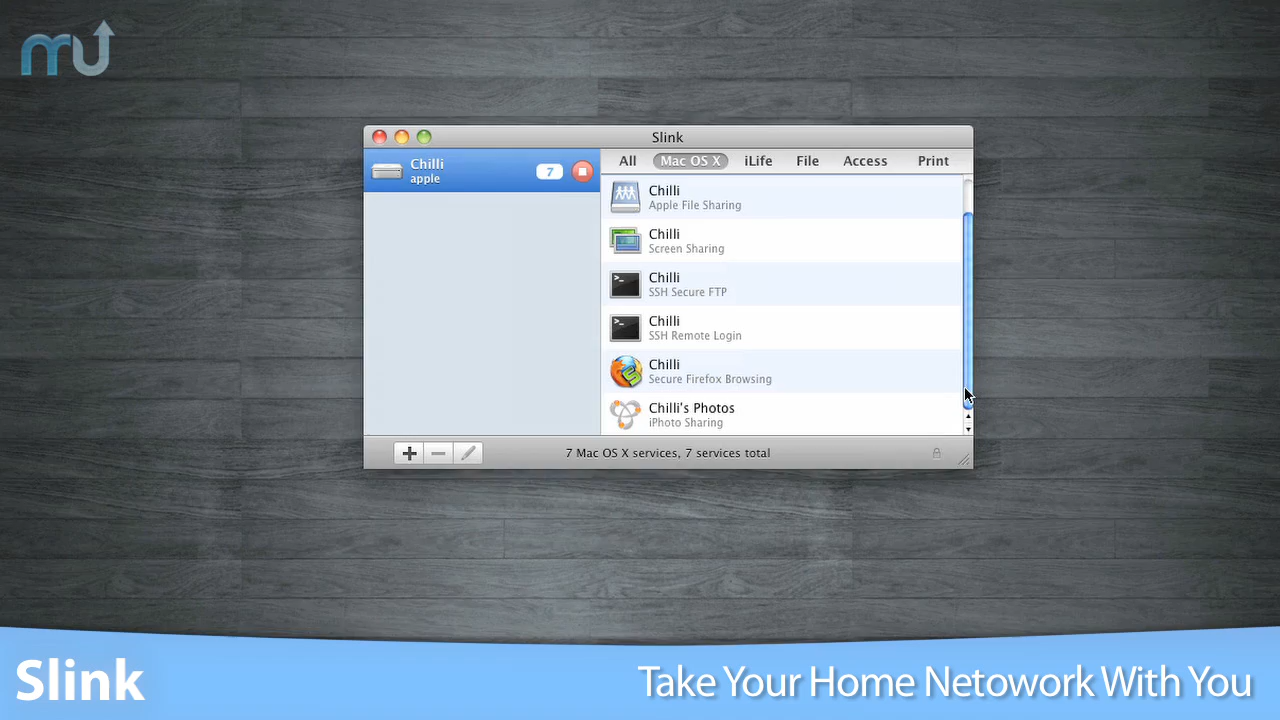 mu
Slink
Chilli
apple
7
All Mac OS X iLife File Access Print
Chilli
Apple File Sharing
Chilli
Screen Sharing
Chilli
SSH Secure FTP
Chilli
SSH Remote Login
Chilli
Secure Firefox Browsing
Chilli's Photos
iPhoto Sharing
7 Mac OS X services, 7 services total
Slink
Take Your Home Netowork With You